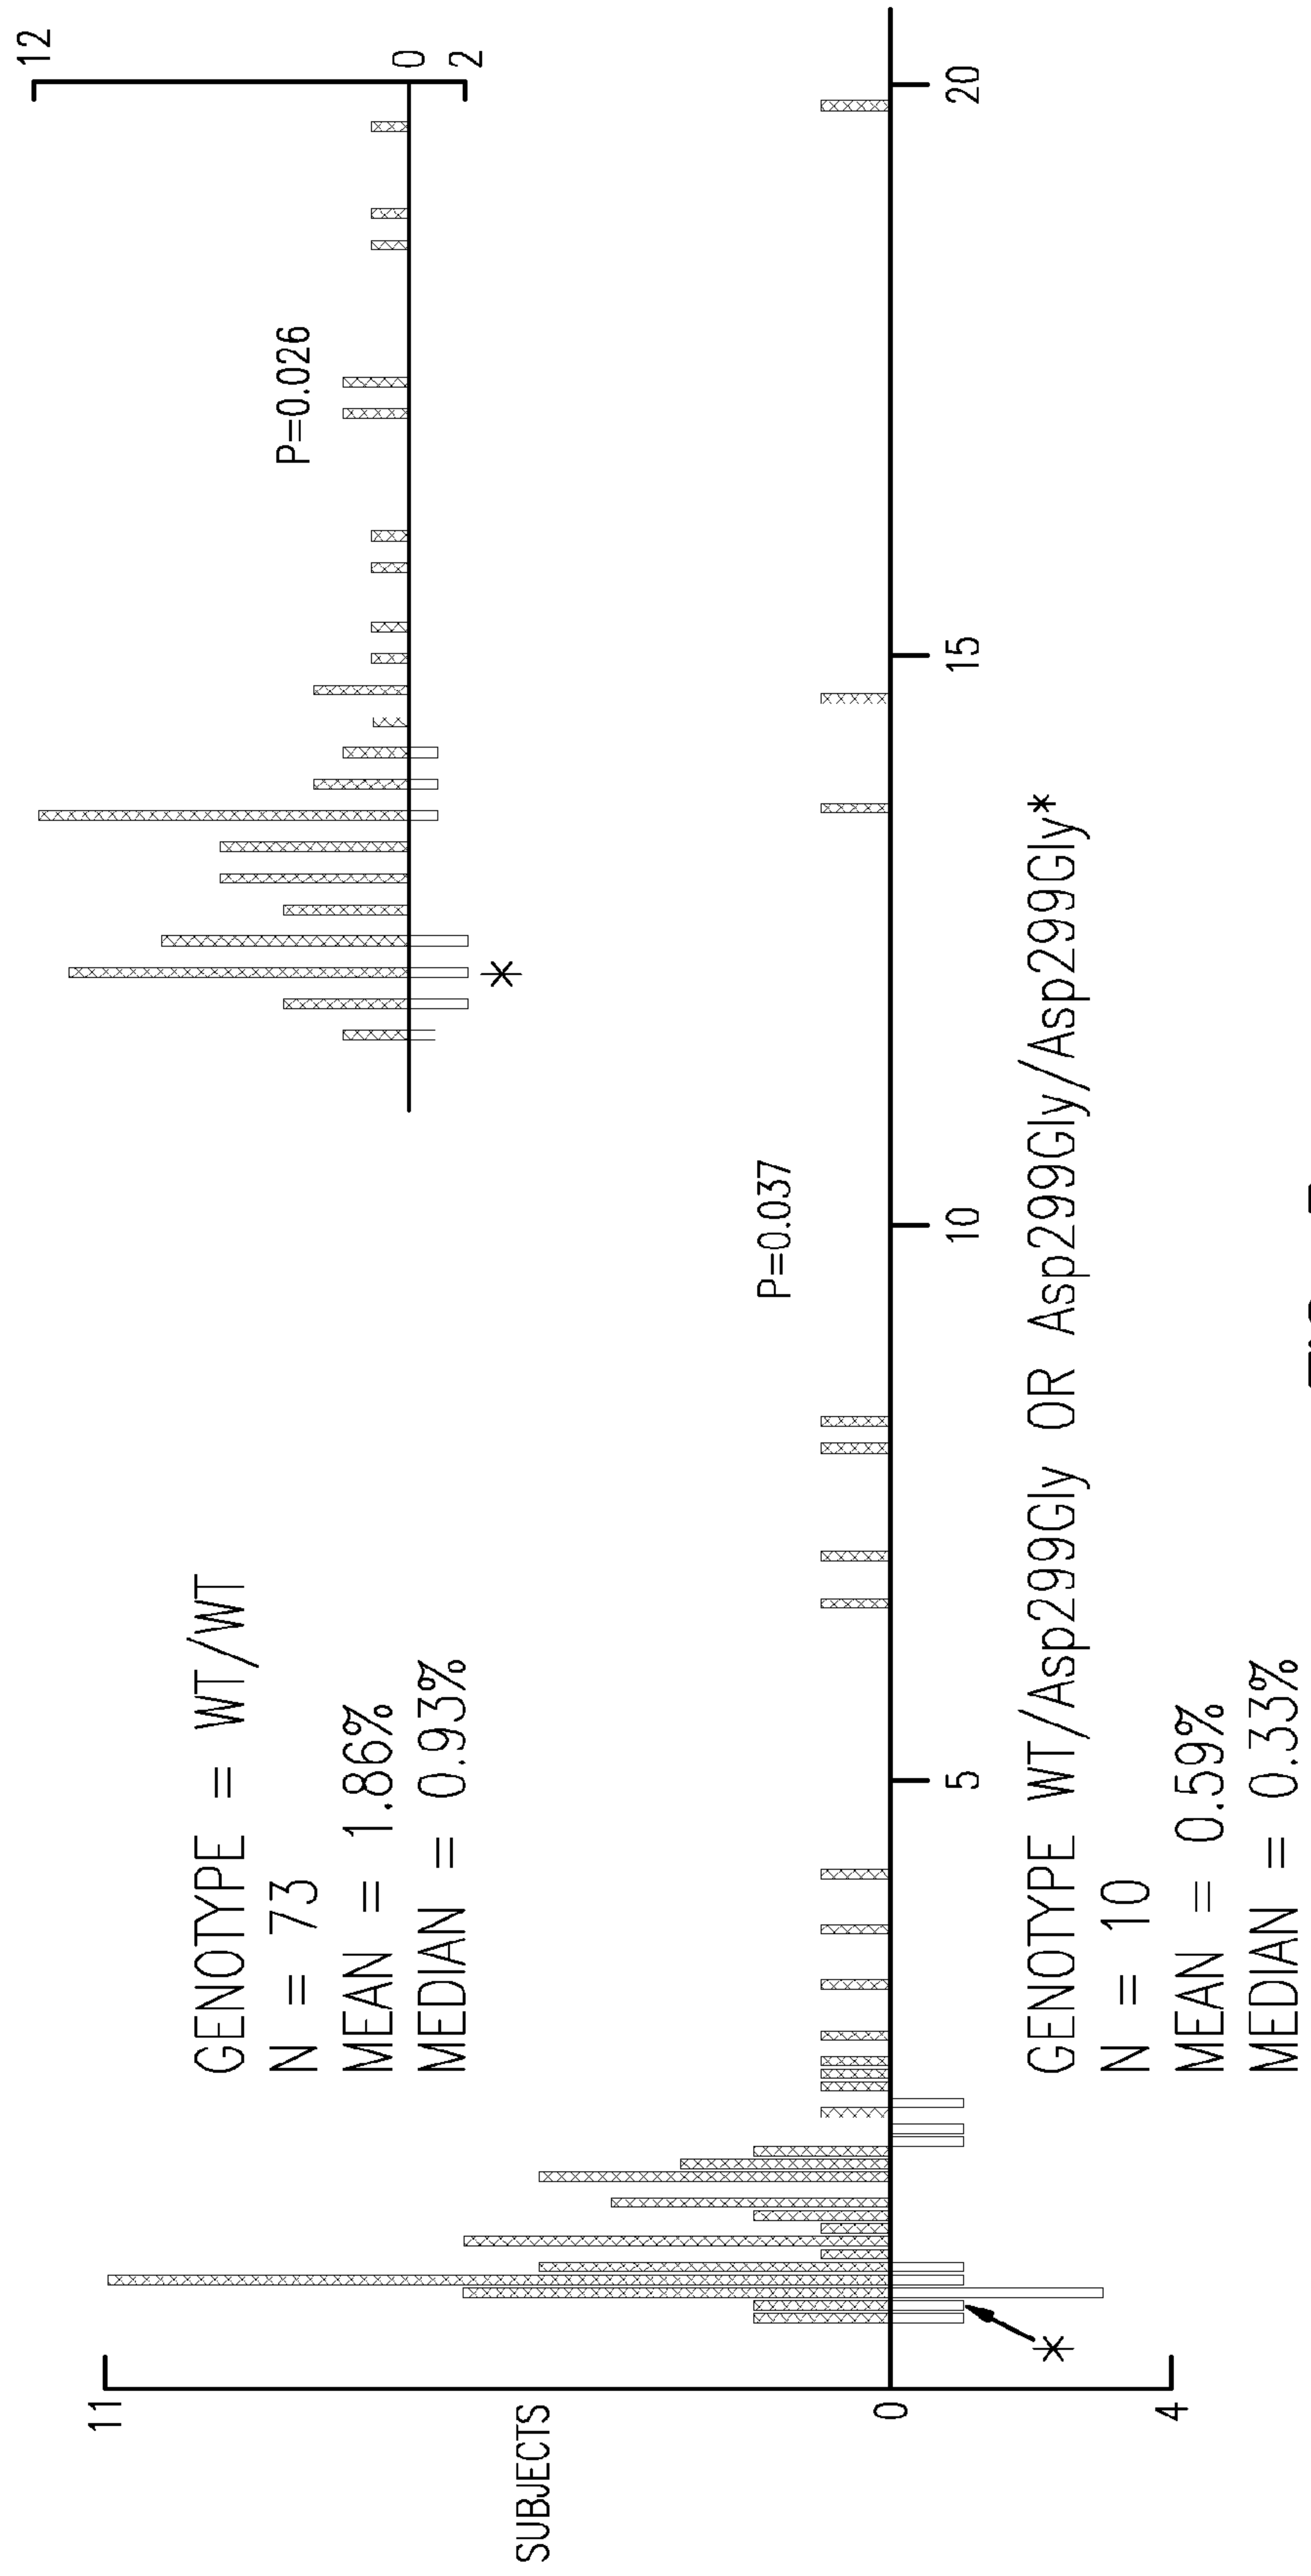 12
0
2
P=0.026
GENOTYPE = WT/WT
N = 73
MEAN = 1.86%
MEDIAN = 0.93%
11
SUBJECTS
0
4
P=0.037
5
10
15
20
*
*
GENOTYPE WT/Asp299Gly OR Asp299Gly/Asp299Gly*
N = 10
MEAN = 0.59%
MEDIAN = 0.33%